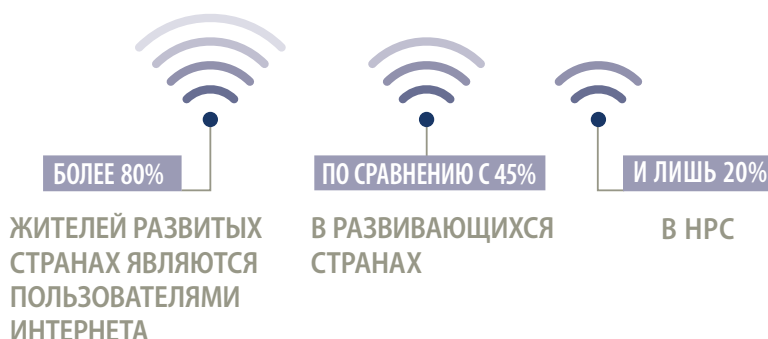 БОЛЕЕ 80%
ЖИТЕЛЕЙ РАЗВИТЫХ
СТРАНАХ ЯВЛЯЮТСЯ
ПОЛЬЗОВАТЕЛЯМИ
ИНТЕРНЕТА
ПО СРАВНЕНИЮ С 45%
В РАЗВИВАЮЩИХСЯ
СТРАНАХ
И ЛИШЬ 20%
В НРС